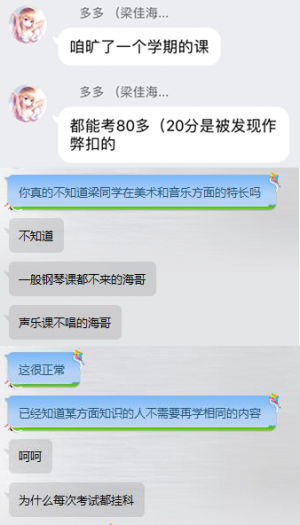 多多 （梁佳海...
咱旷了一个学期的课
多多 （梁佳海...
都能考80多（20分是被发现作
弊扣的
你真的不知道梁同学在美术和音乐方面的特长吗
不知道
一般钢琴课都不来的海哥
声乐课不唱的海哥
这很正常
已经知道某方面知识的人不需要再学相同的内容
呵呵
为什么每次考试都挂科